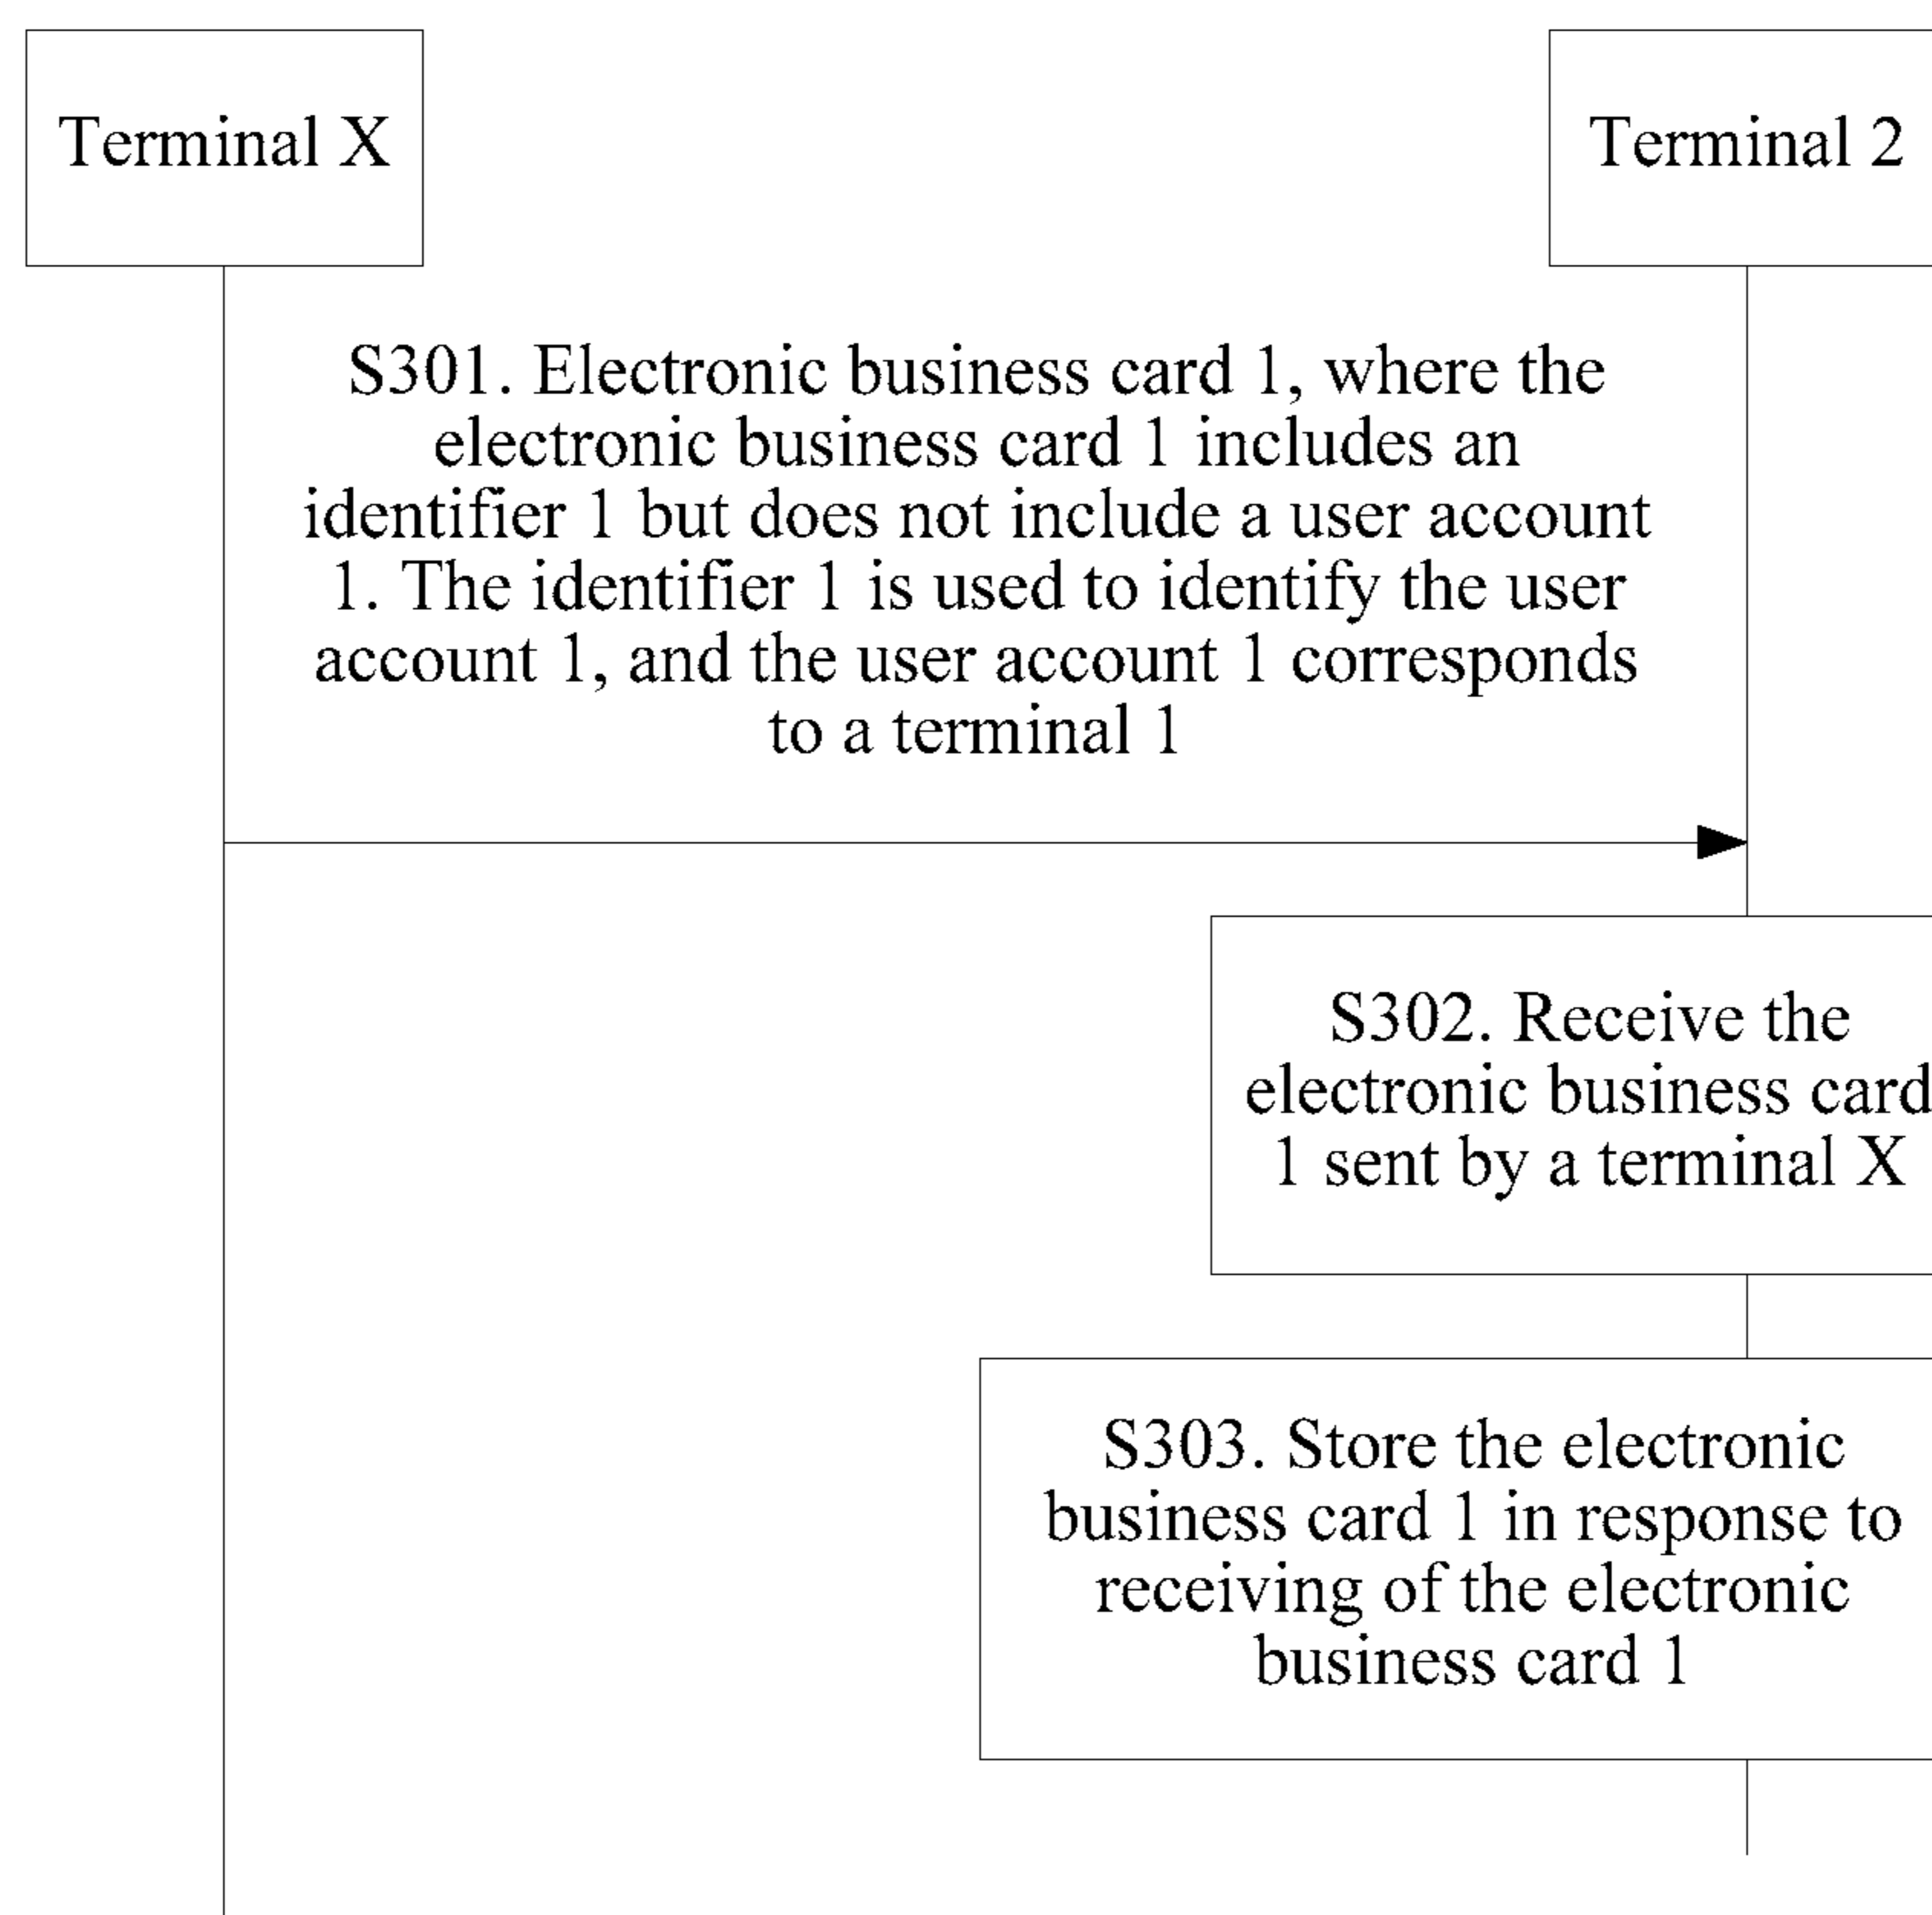 Terminal X
Terminal 2
S301. Electronic business card 1, where the
electronic business card 1 includes an
identifier 1 but does not include a user account
1. The identifier 1 is used to identify the user
account 1, and the user account 1 corresponds
to a terminal 1
S302. Receive the
electronic business card
1 sent by a terminal X
S303. Store the electronic
business card 1 in response to
receiving of the electronic
business card 1